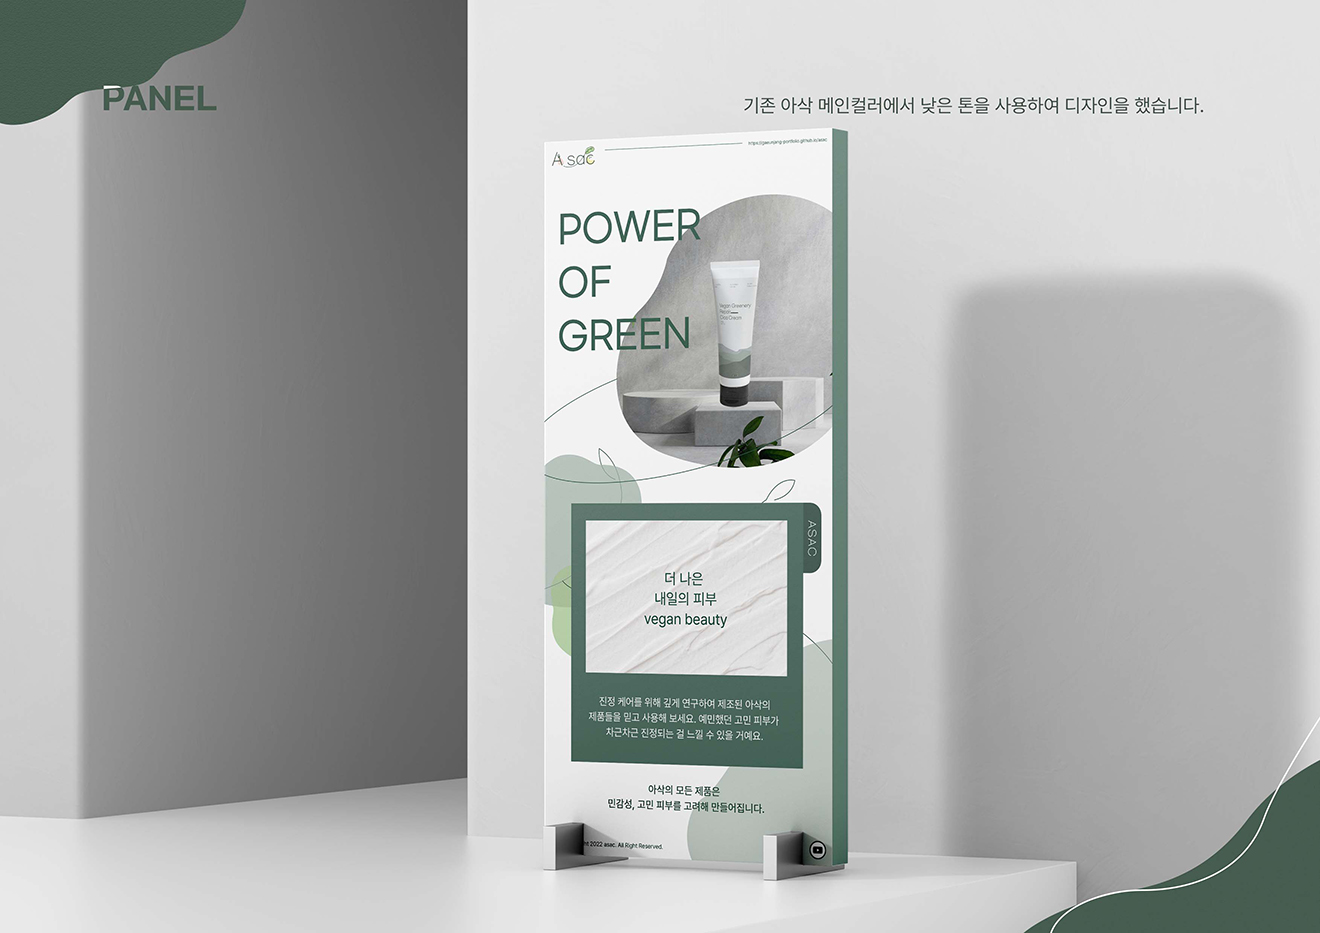 PANEL
기존 아삭 메인컬러에서 낮은 톤을 사용하여 디자인을 했습니다.
Asac
POWER
OF
GREEN
Vegan Greenery
Cica Cream
ASAC
더 나은
내일의 피부
vegan beauty
진정 케어를 위해 깊게 연구하여 제조된 아삭의
제품들을 믿고 사용해 보세요. 예민했던 고민 피부가
차근차근 진정되는 걸 느낄 수 있을 거예요.
아삭의 모든 제품은
민감성, 고민 피부를 고려해 만들어집니다.
2022 asac. All Right Reserved.